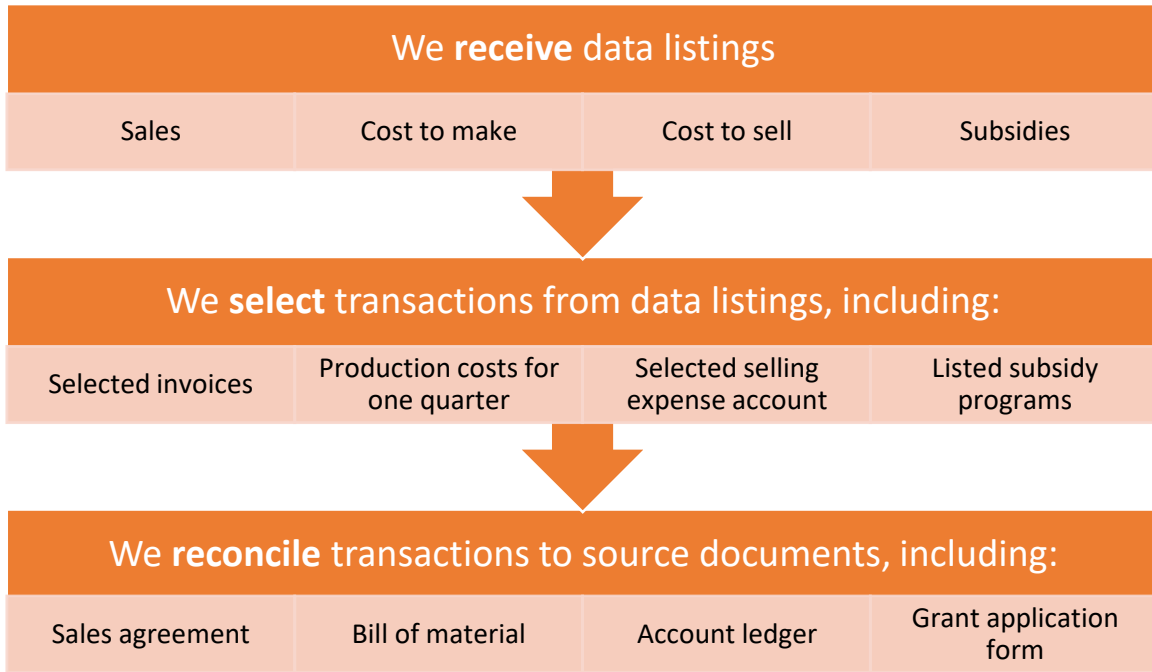 We receive data listings
Sales
Cost to make
Cost to sell
Subsidies
We select transactions from data listings, including:
Selected invoices
Production costs for
one quarter
Selected selling
expense account
Listed subsidy
programs
We reconcile transactions to source documents, including:
Sales agreement
Bill of material
Account ledger
Grant application
form